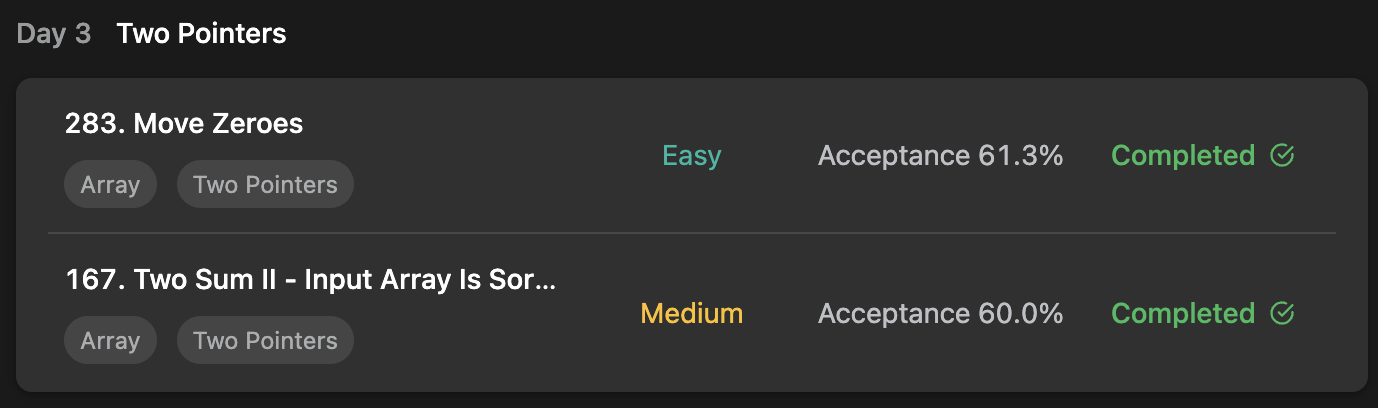 Day 3 Two Pointers
283. Move Zeroes
Easy Acceptance 61.3% Completed
Array Two Pointers
167. Two Sum II - Input Array Is Sor...
Medium Acceptance 60.0% Completed
Array Two Pointers